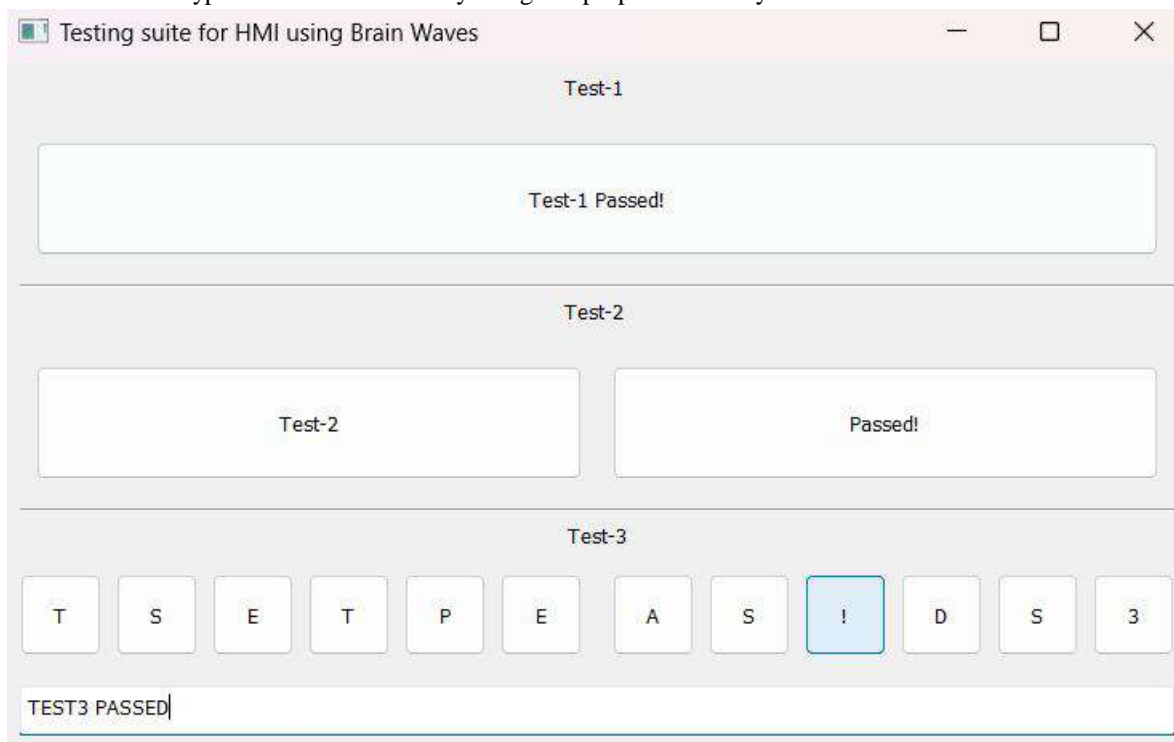 Testing suite for HMI using Brain Waves
Test-1
Test-1 Passed!
Test-2
Test-2 Passed!
Test-3
T S E T P E A S ! D S 3
TEST3 PASSED